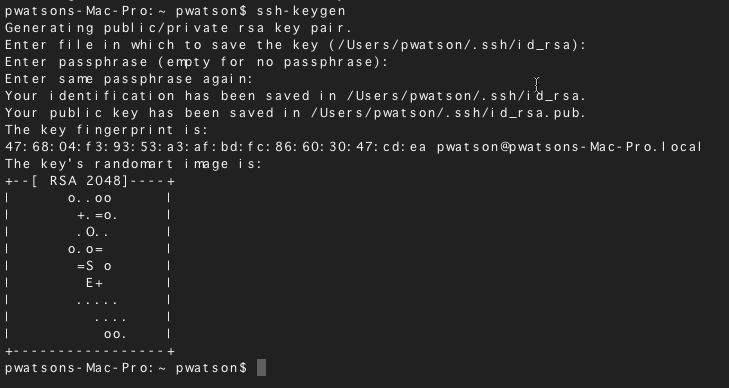 pwatsons-Mac-Pro:~ pwatson$ ssh-keygen
Generating public/private rsa key pair.
Enter file in which to save the key (/Users/pwatson/.ssh/id_rsa):
Enter passphrase (empty for no passphrase):
Enter same passphrase again:
Your identification has been saved in /Users/pwatson/.ssh/id_rsa.
Your public key has been saved in /Users/pwatson/.ssh/id_rsa.pub.
The key fingerprint is:
47:68:04:f3:93:53:a3:af:bd:fc:86:60:30:47:cd:ea pwatson@pwatsons-Mac-Pro.local
The key's randomart image is:
+--[ RSA 2048]----+
|       o..oo     |
|        +.=o.    |
|        .O..     |
|       o.o=      |
|        =S o     |
|         E+      |
|        .....    |
|          ....   |
|           oo.   |
+-----------------+
pwatsons-Mac-Pro:~ pwatson$